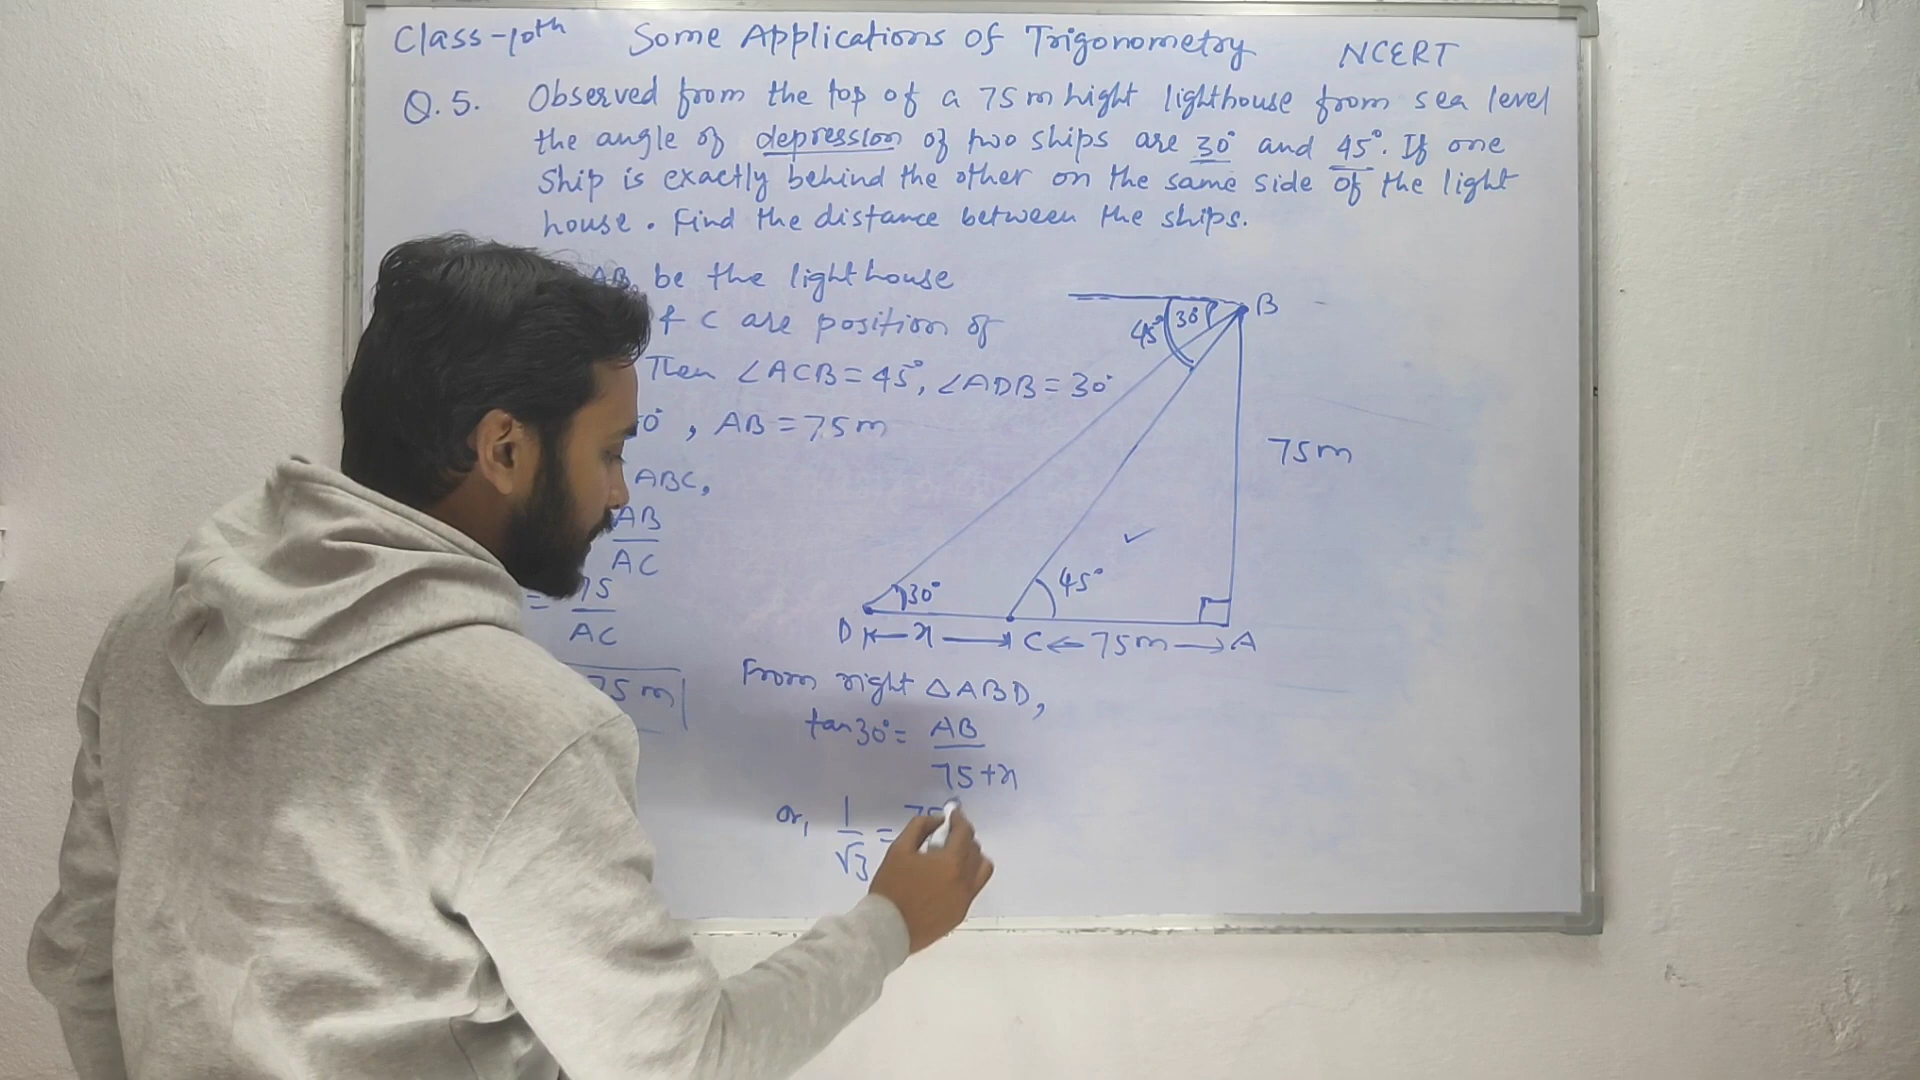 Class-10th Some Applications of Trigonometry NCERT
Q.5. Observed from the top of a 75m hight lighthouse from sea level
the angle of depression of two ships are 30° and 45°. If one
ship is exactly behind the other on the same side of the light
house. Find the distance between the ships.
AB, be the lighthouse
& C are position of
Then ∠ACB = 45°, ∠ADB = 30°
, AB = 75m
ABC,
AB
AC
= 75
AC
75 m
B
45° 30°
75m
30° 45°
D x C 75m A
From right △ABD,
tan30° = AB
75+x
or, 1 = 75
√3